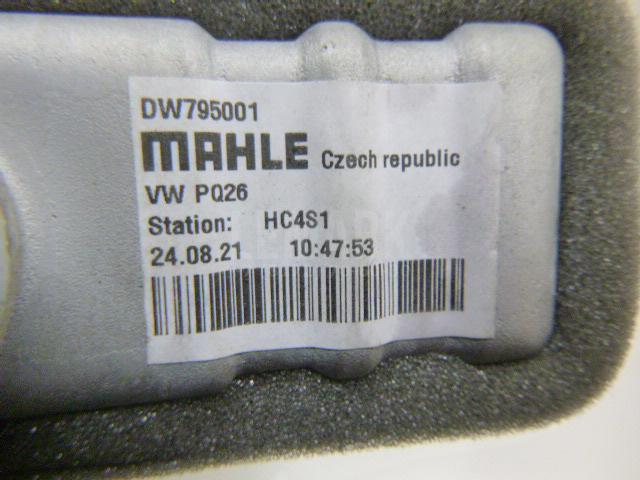 DW795001
MAHLE Czech republic
VW PQ26
Station: HC4S1
24.08.21 10:47:53